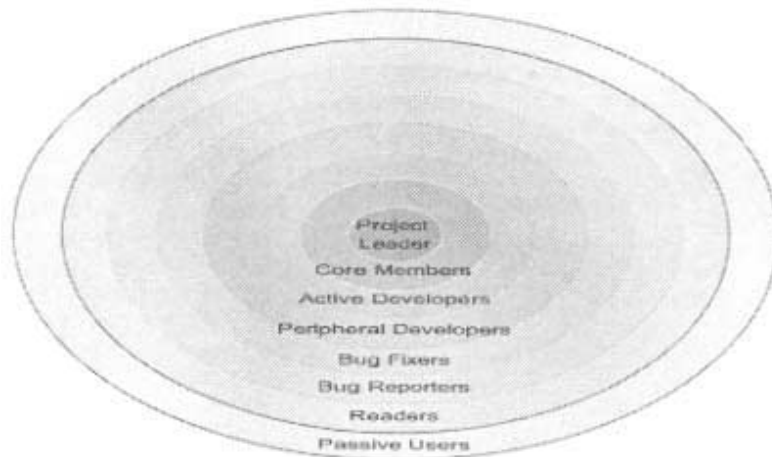 Project
Leader
Core Members
Active Developers
Peripheral Developers
Bug Fixers
Bug Reporters
Readers
Passive Users